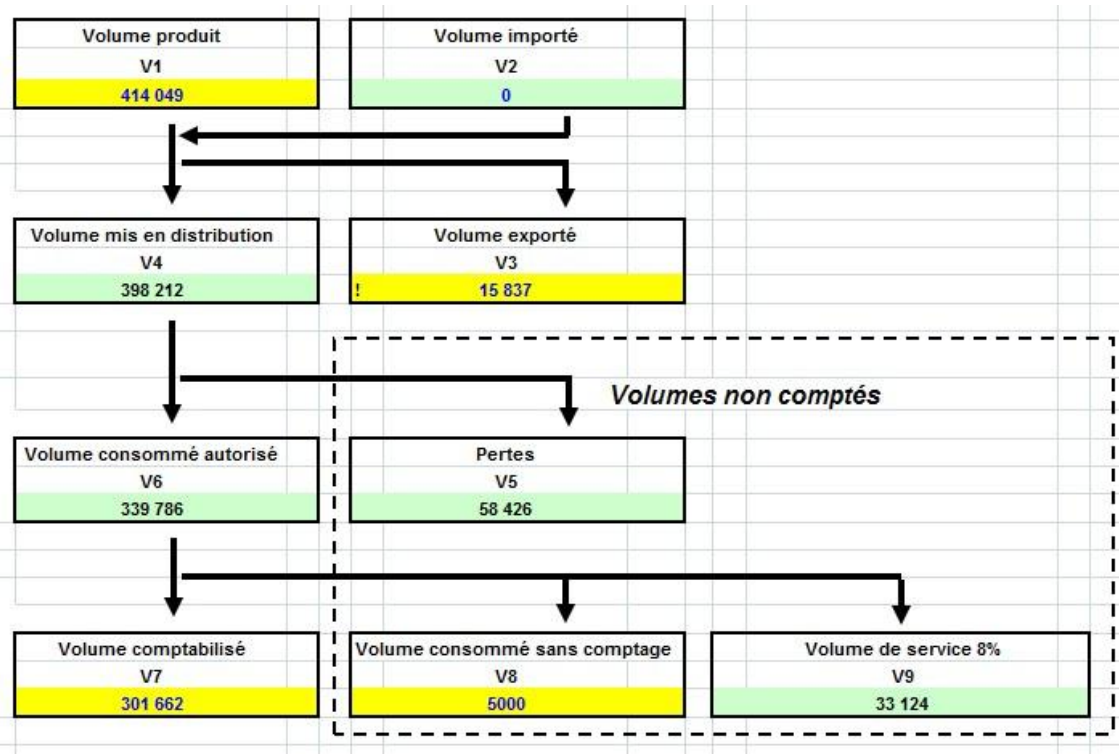 Volume produit
V1
414 049
Volume importé
V2
0
Volume mis en distribution
V4
398 212
Volume exporté
V3
! 15 837
Volumes non comptés
Volume consommé autorisé
V6
339 786
Pertes
V5
58 426
Volume comptabilisé
V7
301 662
Volume consommé sans comptage
V8
5000
Volume de service 8%
V9
33 124